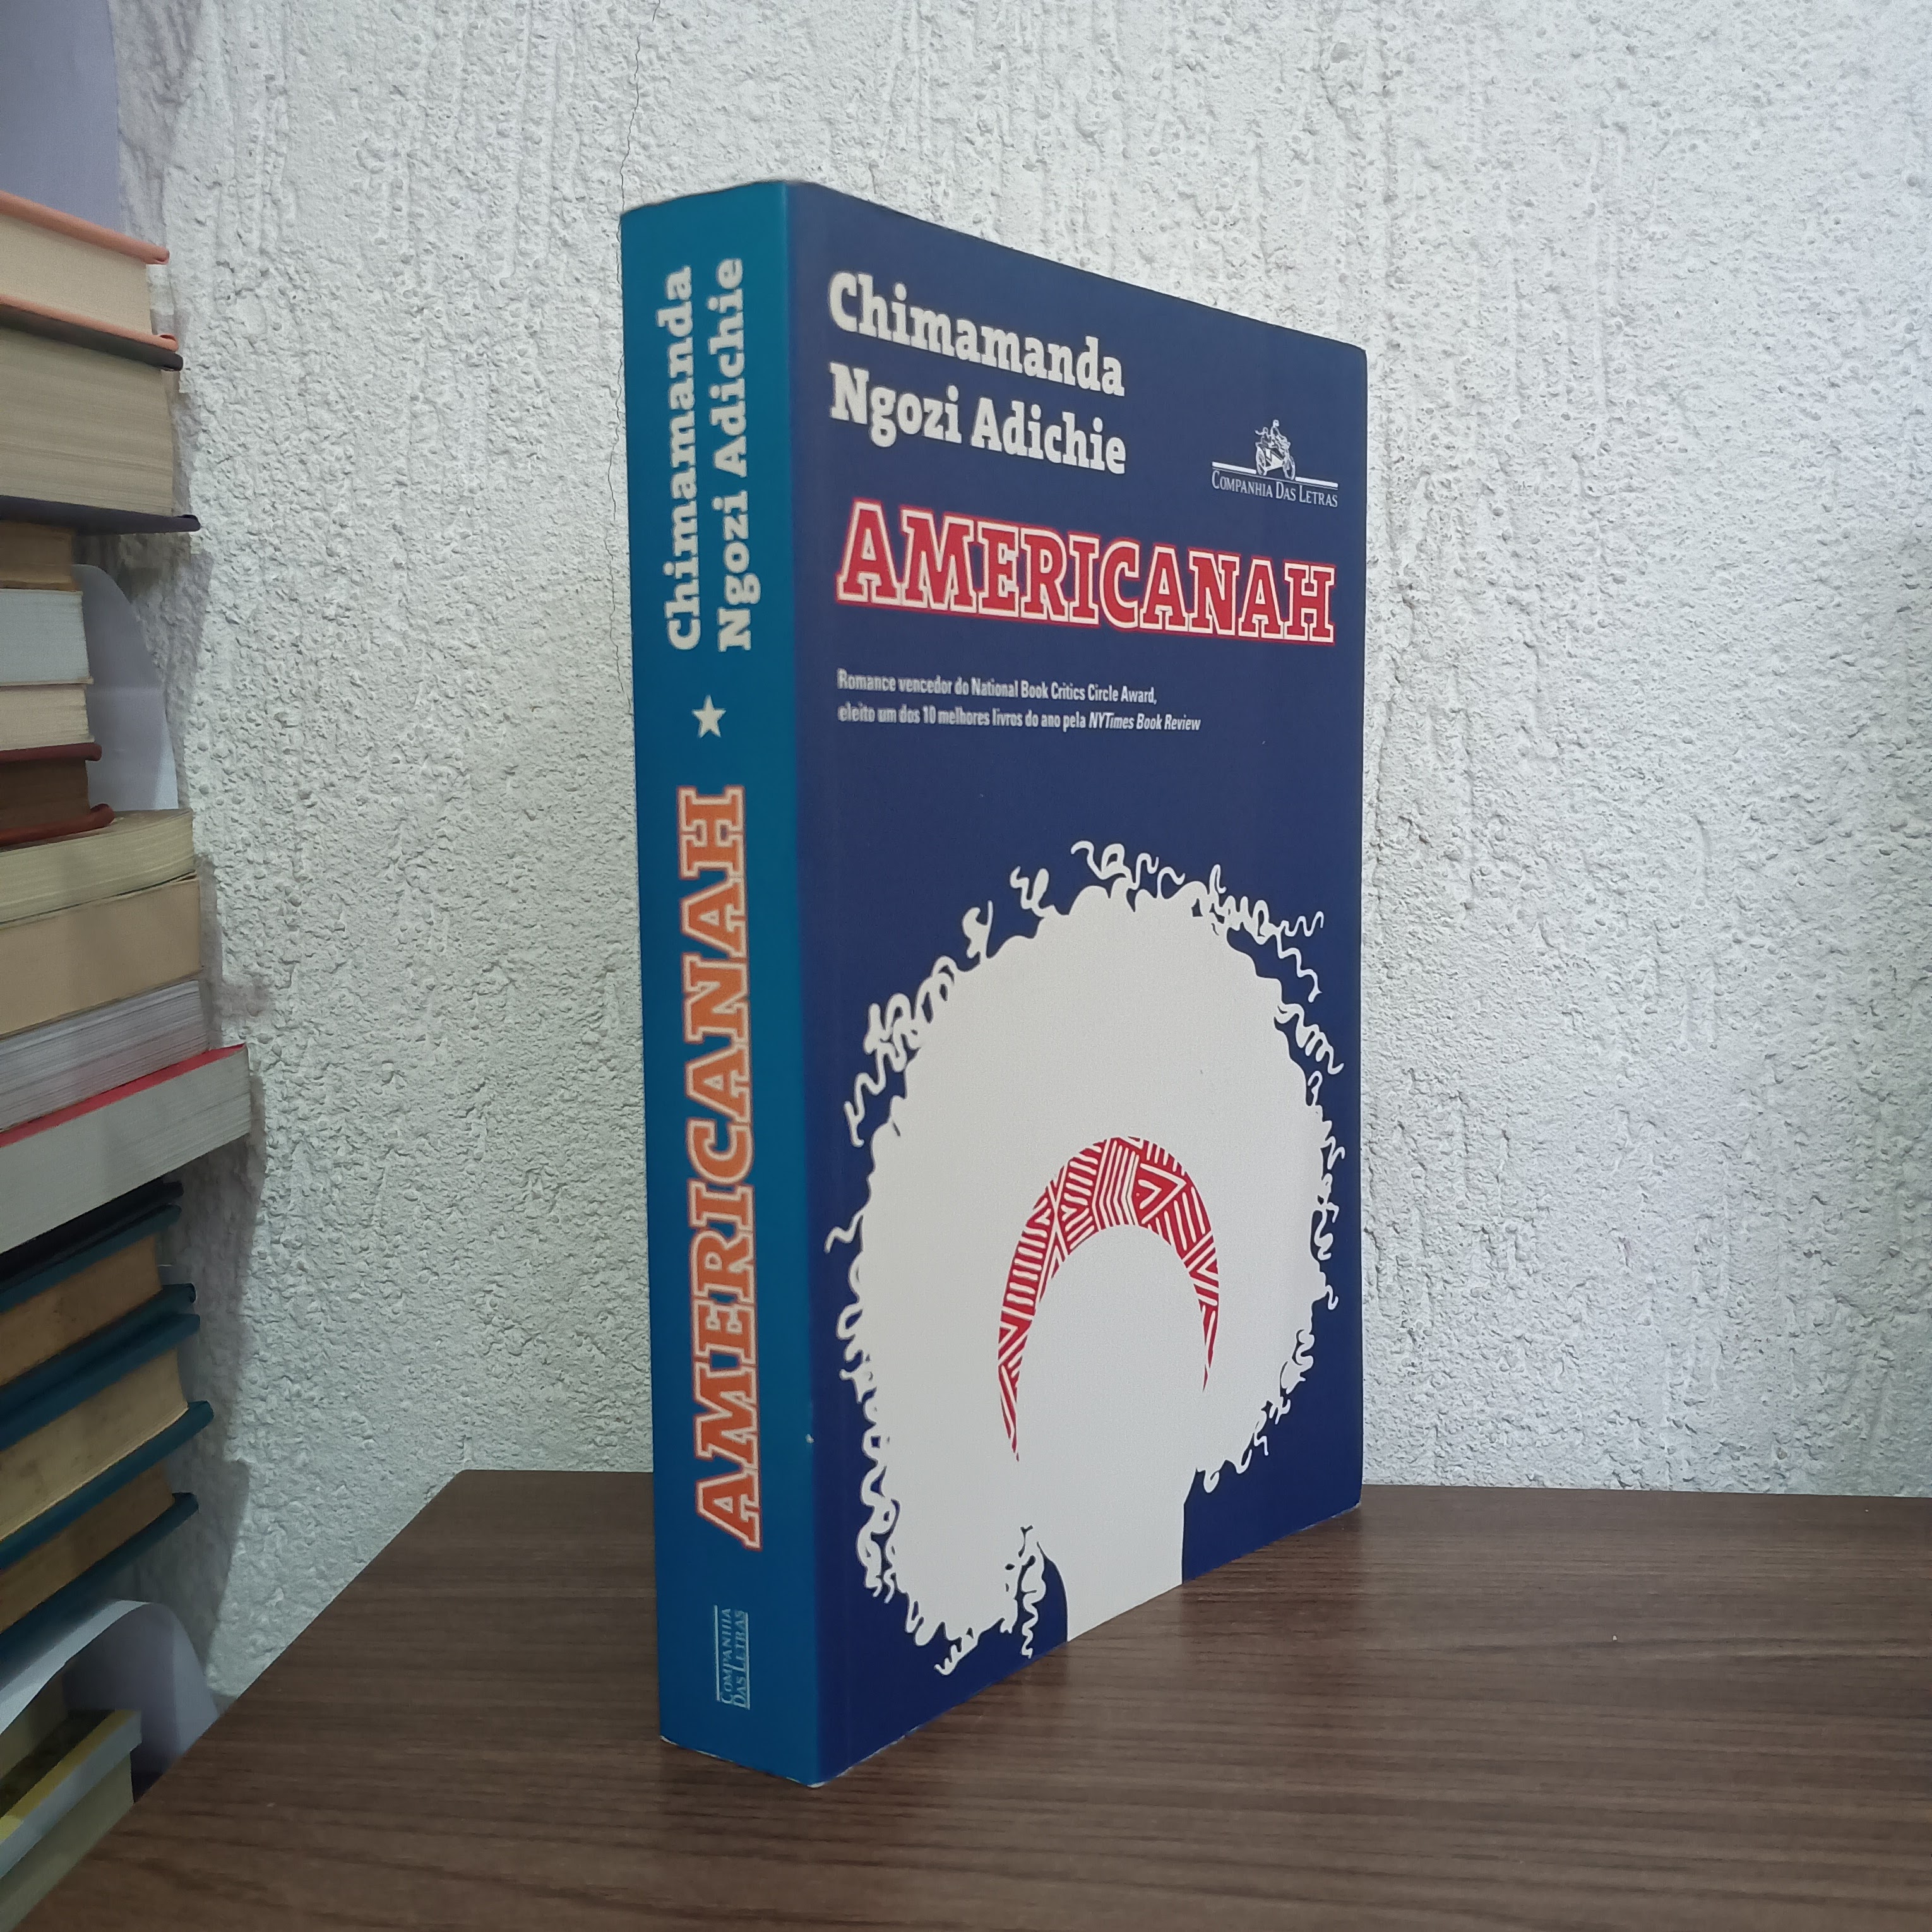 Chimamanda
Ngozi Adichie
AMERICANAH
COMPANHIA
DAS LETRAS
Chimamanda
Ngozi Adichie
COMPANHIA DAS LETRAS
AMERICANAH
Romance vencedor do National Book Critics Circle Award,
eleito um dos 10 melhores livros do ano pela NYTimes Book Review